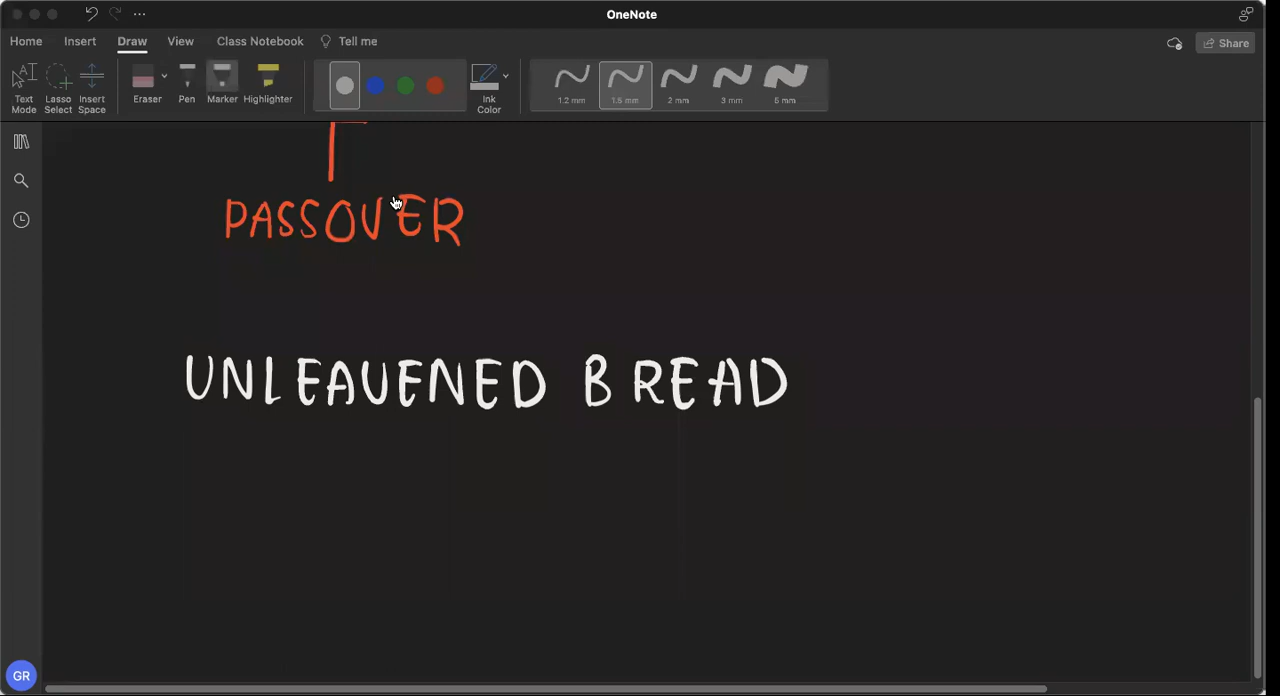 OneNote
Home Insert Draw View Class Notebook Tell me
Share
Text Mode
Lasso Select
Insert Space
Eraser
Pen
Marker
Highlighter
Ink Color
1.2 mm
1.5 mm
2 mm
3 mm
5 mm
PASSOVER
UNLEAVENED BREAD
GR